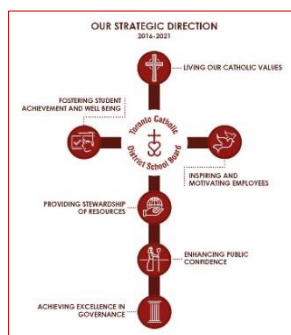 OUR STRATEGIC DIRECTION
2016-2021
LIVING OUR CATHOLIC VALUES
FOSTERING STUDENT
ACHIEVEMENT AND WELL BEING
Toronto Catholic
District School Board
INSPIRING AND
MOTIVATING EMPLOYEES
PROVIDING STEWARDSHIP
OF RESOURCES
ENHANCING PUBLIC
CONFIDENCE
ACHIEVING EXCELLENCE IN
GOVERNANCE